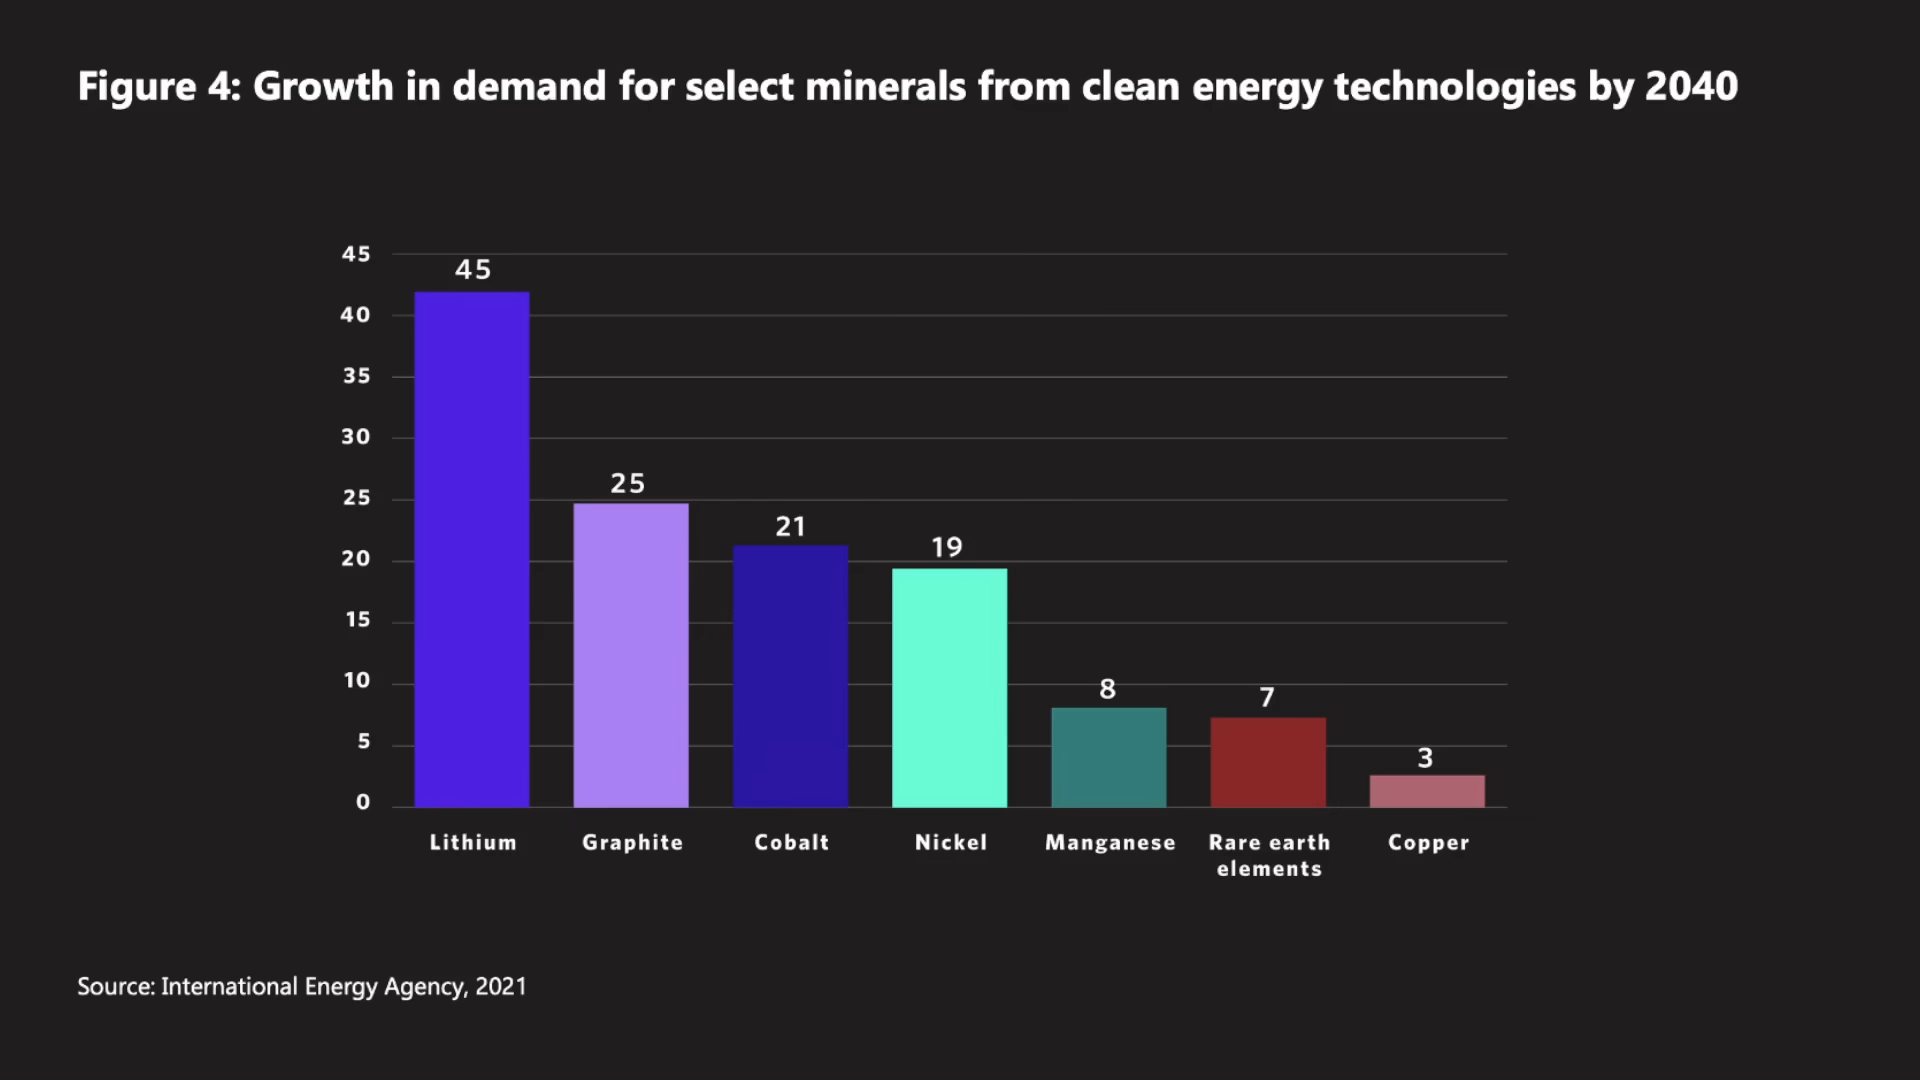 Figure 4: Growth in demand for select minerals from clean energy technologies by 2040
45
40
35
30
25
20
15
10
5
0
45
25
21
19
8
7
3
Lithium
Graphite
Cobalt
Nickel
Manganese
Rare earth
elements
Copper
Source: International Energy Agency, 2021